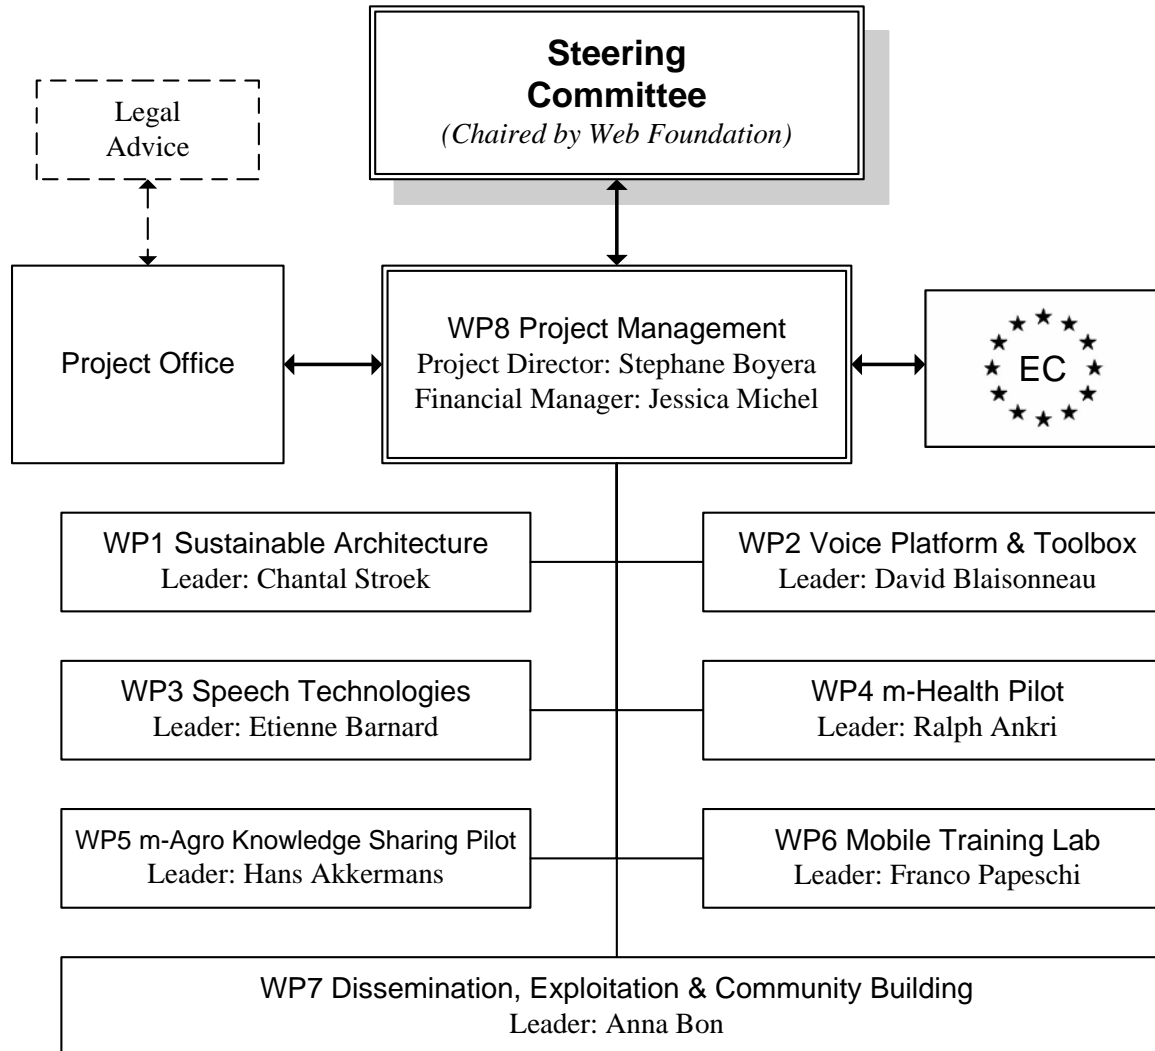 Steering
Committee
(Chaired by Web Foundation)
Legal
Advice
Project Office
WP8 Project Management
Project Director: Stephane Boyera
Financial Manager: Jessica Michel
EC
WP1 Sustainable Architecture
Leader: Chantal Stroek
WP2 Voice Platform & Toolbox
Leader: David Blaisonneau
WP3 Speech Technologies
Leader: Etienne Barnard
WP4 m-Health Pilot
Leader: Ralph Ankri
WP5 m-Agro Knowledge Sharing Pilot
Leader: Hans Akkermans
WP6 Mobile Training Lab
Leader: Franco Papeschi
WP7 Dissemination, Exploitation & Community Building
Leader: Anna Bon